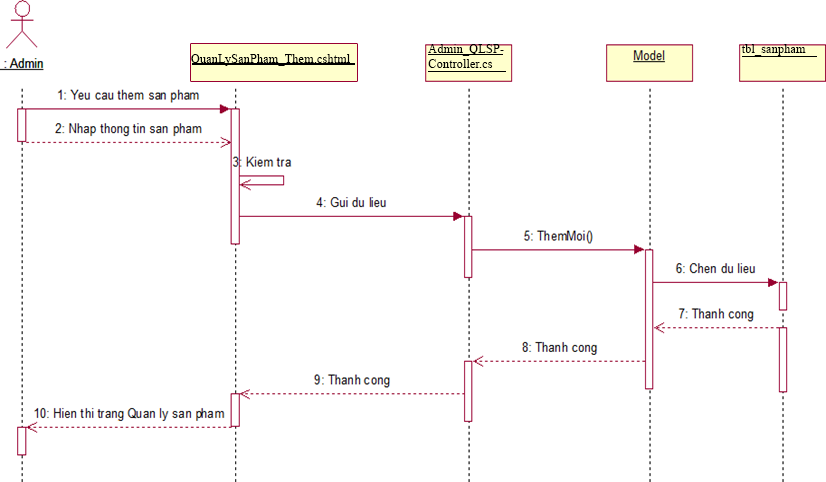 : Admin
QuanLySanPham_Them.cshtml
Admin_QLSP-
Controller.cs
Model
tbl_sanpham
1: Yeu cau them san pham
2: Nhap thong tin san pham
3: Kiem tra
4: Gui du lieu
5: ThemMoi()
6: Chen du lieu
7: Thanh cong
8: Thanh cong
9: Thanh cong
10: Hien thi trang Quan ly san pham